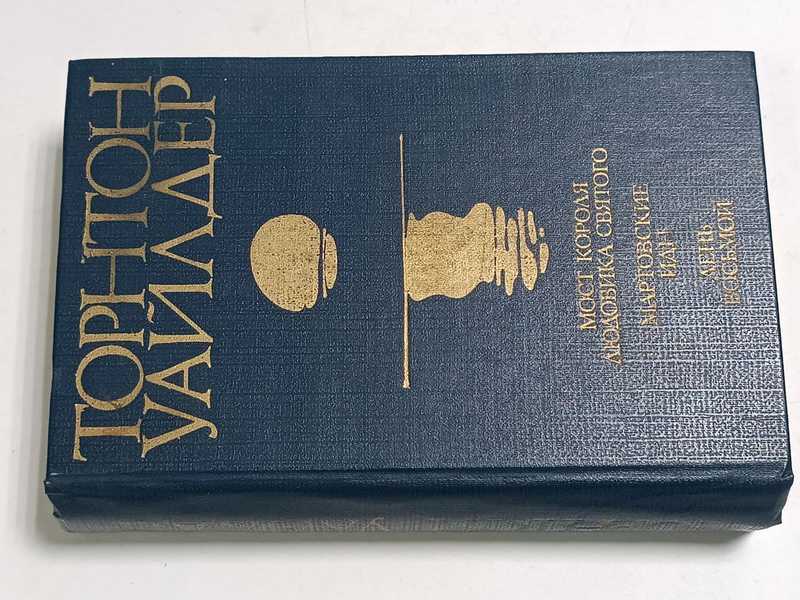 ТОРНТОН
УАЙЛДЕР
МОСТ КОРОЛЯ
ЛЮДОВИКА СВЯТОГО
МАРТОВСКИЕ
ИДЫ
ДЕНЬ
ВОСЬМОЙ